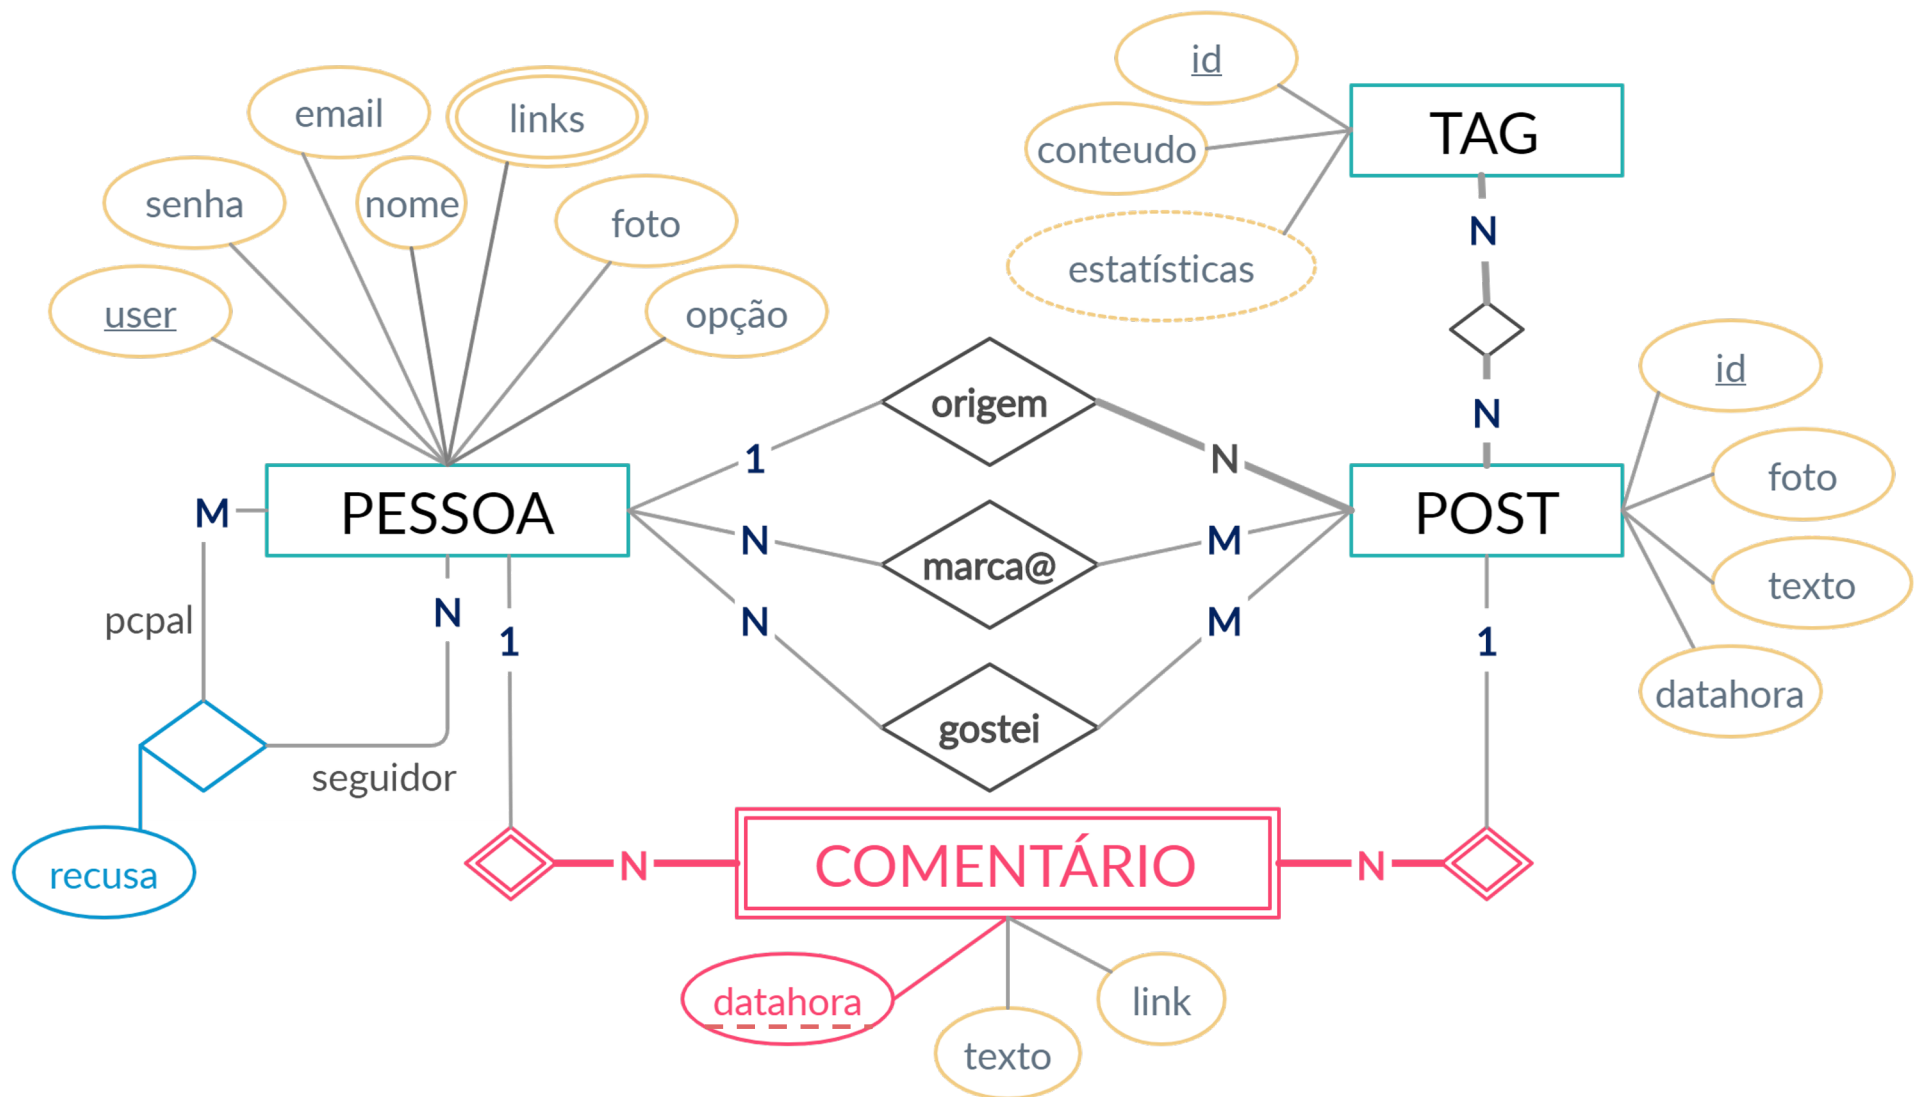 id
TAG
email
links
conteudo
senha
nome
foto
N
estatísticas
user
opção
id
origem
N
1
N
foto
M
PESSOA
POST
N
marca@
M
texto
pcpal
N
1
N
M
1
datahora
gostei
seguidor
recusa
N
COMENTÁRIO
N
datahora
link
texto